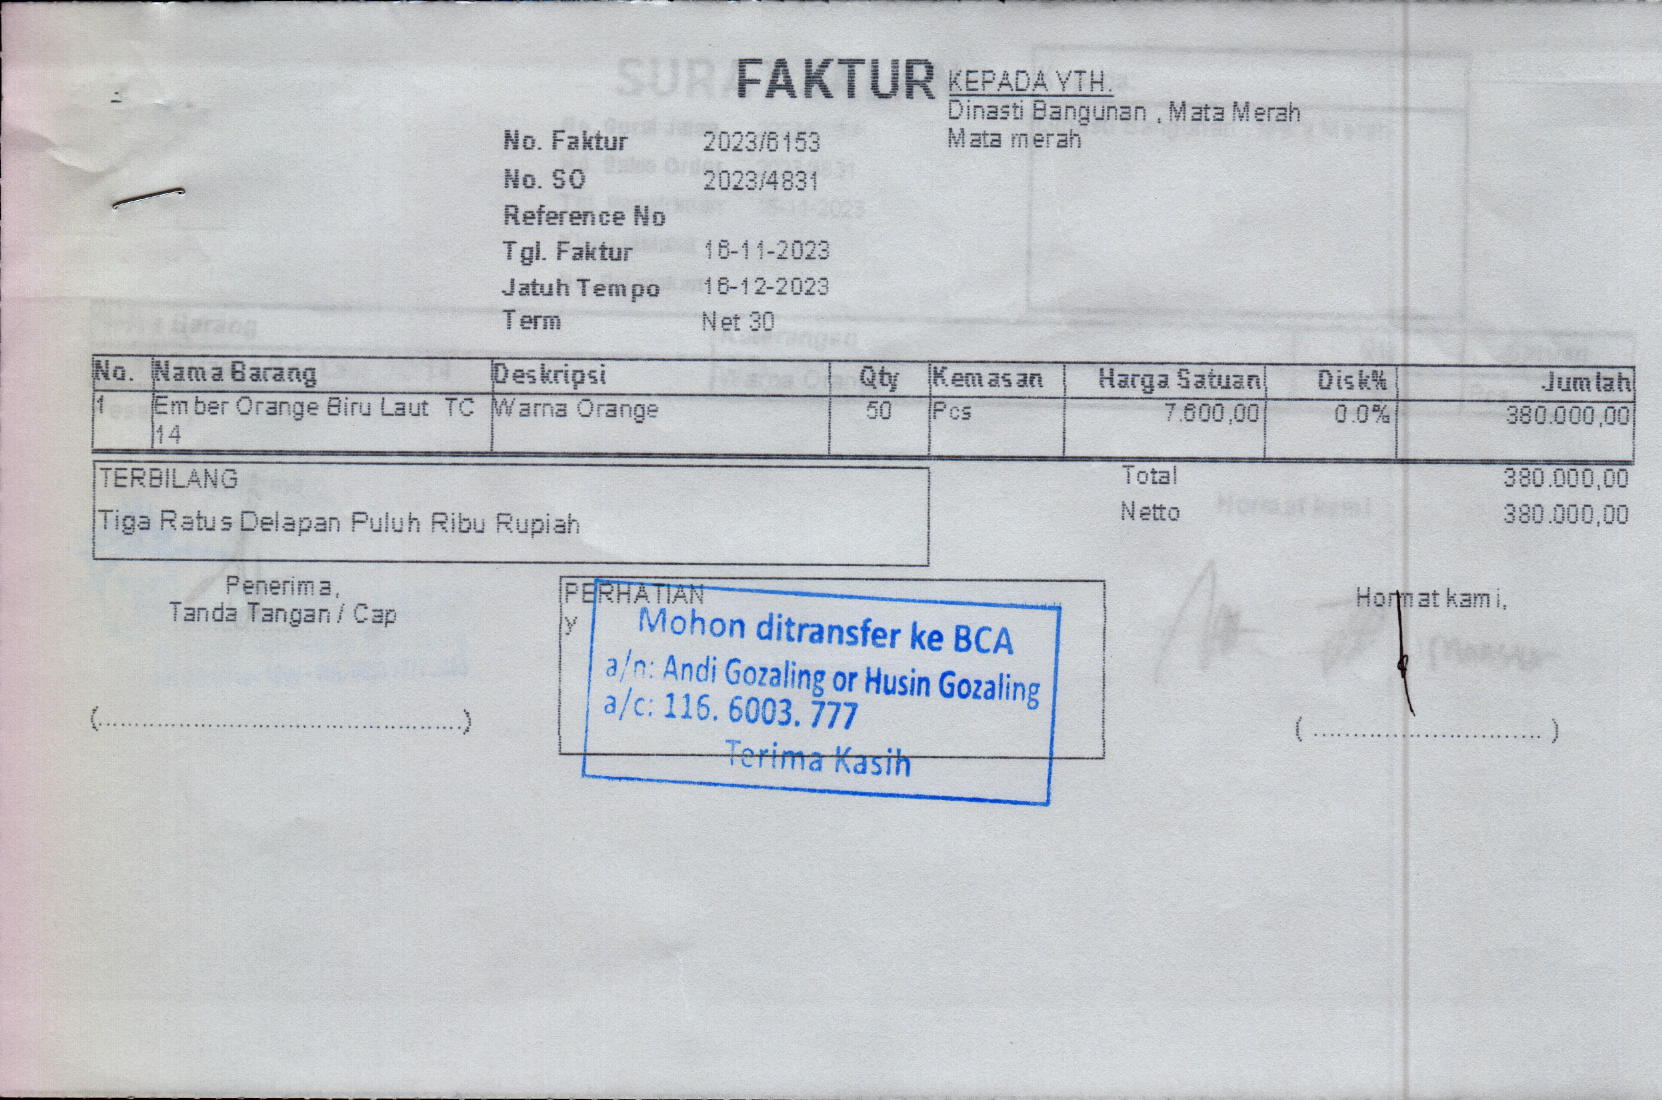 FAKTUR
KEPADA YTH.
Dinasti Bangunan , Mata Merah
Mata merah
No. Faktur 2023/6153
No. SO 2023/4831
Reference No
Tgl. Faktur 16-11-2023
Jatuh Tempo 16-12-2023
Term Net 30
No. Nama Barang Deskripsi Qty Kemasan Harga Satuan Disk% Jumlah
1 Ember Orange Biru Laut TC Warna Orange 50 Pcs 7.600,00 0.0% 380.000,00
14
TERBILANG
Tiga Ratus Delapan Puluh Ribu Rupiah
Total 380.000,00
Netto 380.000,00
Penerima,
Tanda Tangan / Cap
(.......................................)
PERHATIAN
y
Mohon ditransfer ke BCA
a/n: Andi Gozaling or Husin Gozaling
a/c: 116. 6003. 777
Terima Kasih
Hormat kami,
( ............................ )